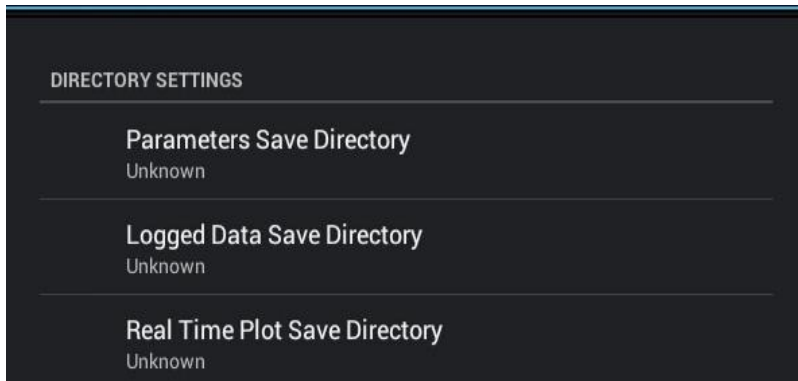 DIRECTORY SETTINGS
Parameters Save Directory
Unknown
Logged Data Save Directory
Unknown
Real Time Plot Save Directory
Unknown